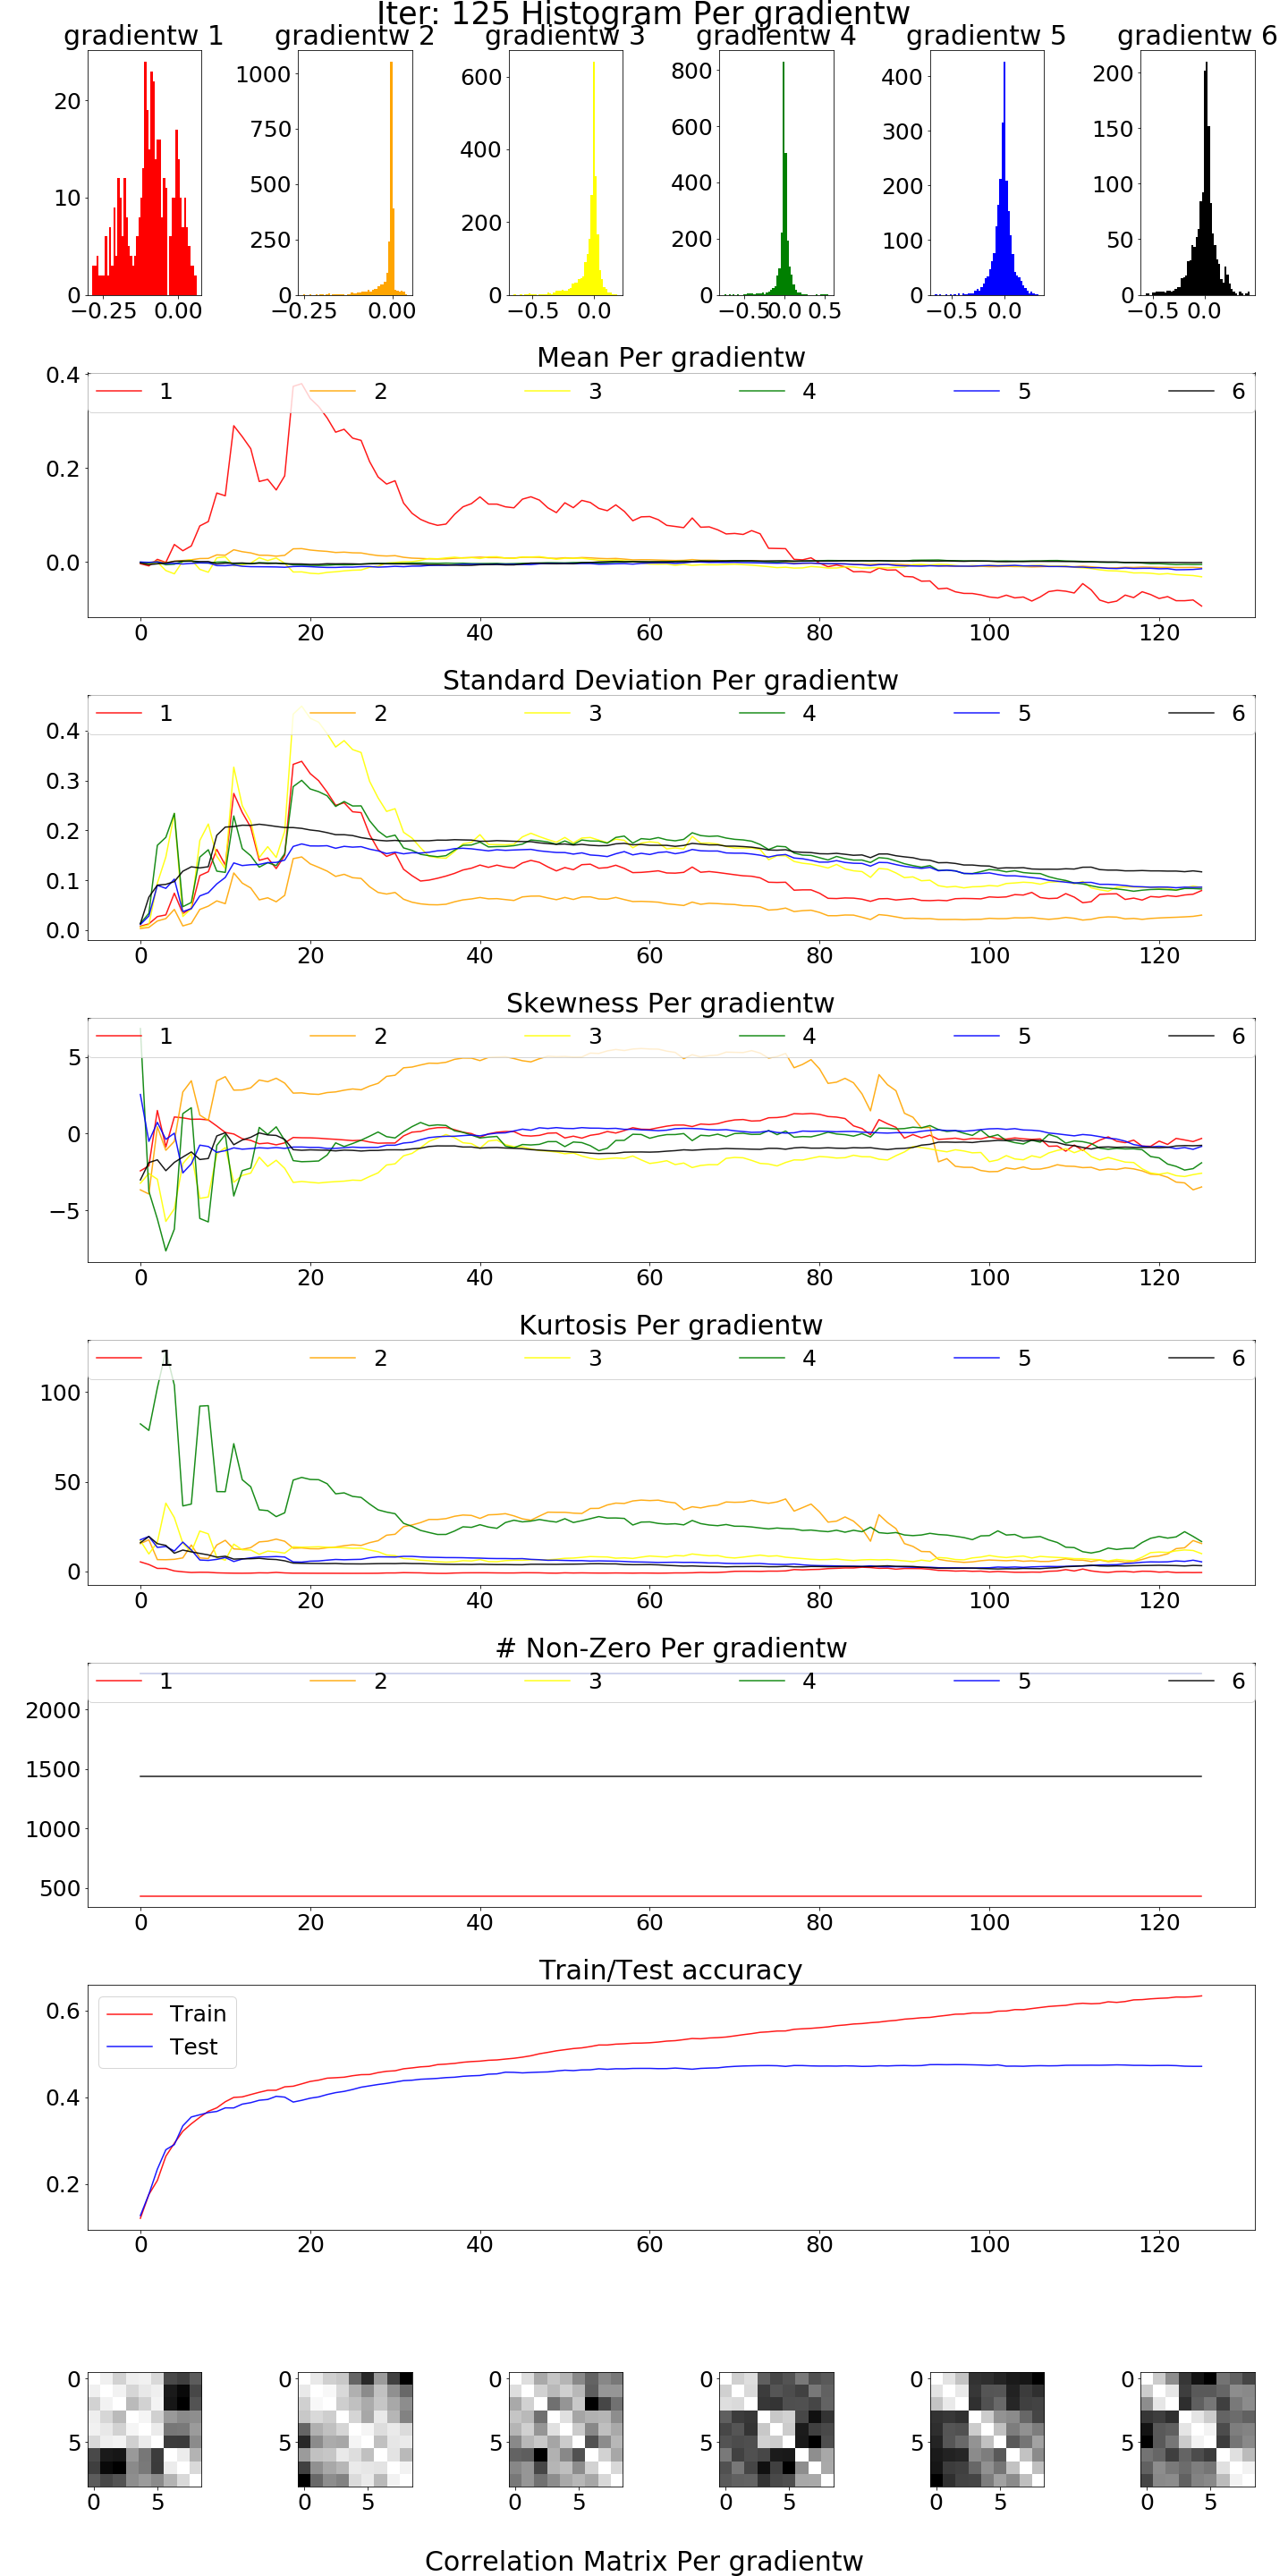 Iter: 125 Histogram Per gradientw
gradientw 1 gradientw 2 gradientw 3 gradientw 4 gradientw 5 gradientw 6
20 1000 600 800 400 200
750 600 300 150
10 500 400 400 200 100
250 200 200 100 50
0 0 0 0 0 0
−0.25 0.00 −0.25 0.00 −0.5 0.0 −0.5 0.0 0.5 −0.5 0.0 −0.5 0.0
Mean Per gradientw
1 2 3 4 5 6
0.4
0.2
0.0
0 20 40 60 80 100 120
Standard Deviation Per gradientw
1 2 3 4 5 6
0.4
0.3
0.2
0.1
0.0
0 20 40 60 80 100 120
Skewness Per gradientw
1 2 3 4 5 6
5
0
−5
0 20 40 60 80 100 120
Kurtosis Per gradientw
1 2 3 4 5 6
100
50
0
0 20 40 60 80 100 120
# Non-Zero Per gradientw
1 2 3 4 5 6
2000
1500
1000
500
0 20 40 60 80 100 120
Train/Test accuracy
Train
Test
0.6
0.4
0.2
0 20 40 60 80 100 120
0 0 0 0 0 0
5 5 5 5 5 5
0 5 0 5 0 5 0 5 0 5 0 5
Correlation Matrix Per gradientw